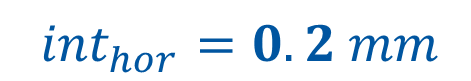 int_hor = 0.2 mm